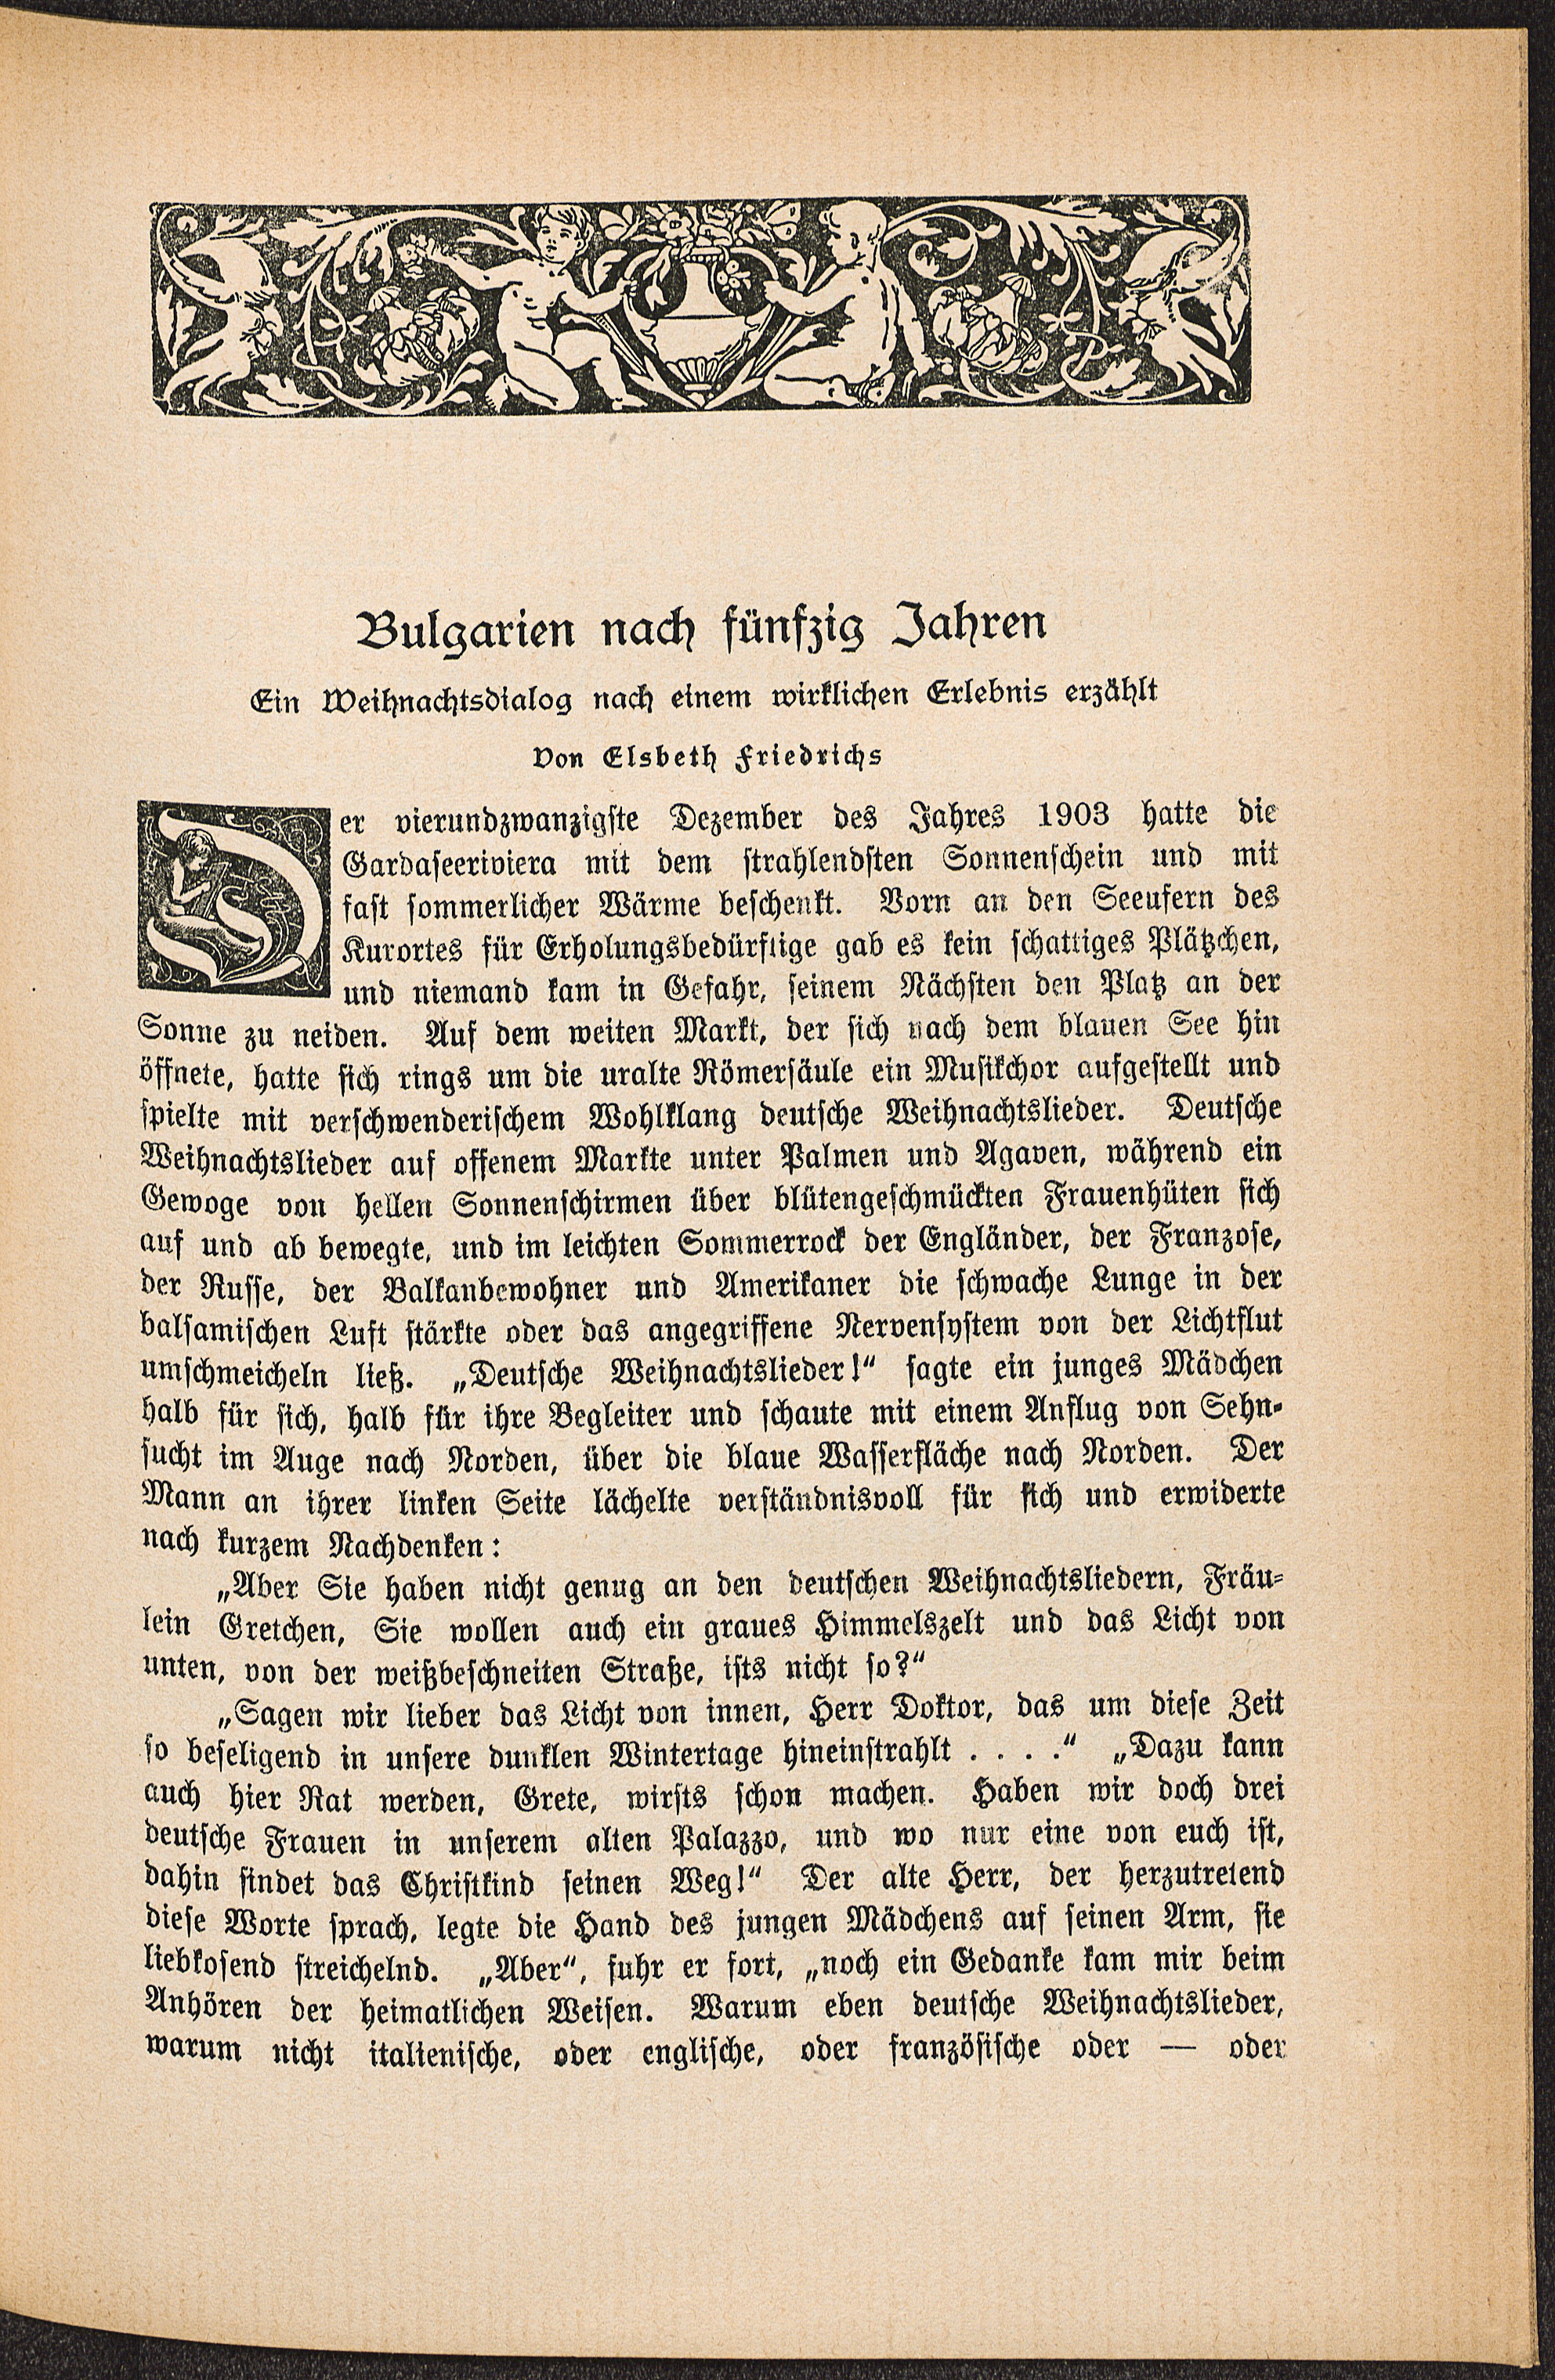 Bulgarien nach fünfzig Jahren
Ein Weihnachtsdialog nach einem wirklichen Erlebnis erzählt
Von Elsbeth Friedrichs
Der vierundzwanzigste Dezember des Jahres 1903 hatte die
Gardaseeriviera mit dem strahlendsten Sonnenschein und mit
fast sommerlicher Wärme beschenkt. Vorn an den Seeufern des
Kurortes für Erholungsbedürftige gab es kein schattiges Plätzchen,
und niemand kam in Gefahr, seinem Nächsten den Platz an der
Sonne zu neiden. Auf dem weiten Markt, der sich nach dem blauen See hin
öffnete, hatte sich rings um die uralte Römersäule ein Musikchor aufgestellt und
spielte mit verschwenderischem Wohlklang deutsche Weihnachtslieder. Deutsche
Weihnachtslieder auf offenem Markte unter Palmen und Agaven, während ein
Gewoge von hellen Sonnenschirmen über blütengeschmückten Frauenhüten sich
auf und ab bewegte, und im leichten Sommerrock der Engländer, der Franzose,
der Russe, der Balkanbewohner und Amerikaner die schwache Lunge in der
balsamischen Luft stärkte oder das angegriffene Nervensystem von der Lichtflut
umschmeicheln ließ. „Deutsche Weihnachtslieder!“ sagte ein junges Mädchen
halb für sich, halb für ihre Begleiter und schaute mit einem Anflug von Sehn-
sucht im Auge nach Norden, über die blaue Wasserfläche nach Norden. Der
Mann an ihrer linken Seite lächelte verständnisvoll für sich und erwiderte
nach kurzem Nachdenken:
„Aber Sie haben nicht genug an den deutschen Weihnachtsliedern, Fräu-
lein Gretchen, Sie wollen auch ein graues Himmelszelt und das Licht von
unten, von der weißbeschneiten Straße, ists nicht so?“
„Sagen wir lieber das Licht von innen, Herr Doktor, das um diese Zeit
so beseligend in unsere dunklen Wintertage hineinstrahlt . . . .“ „Dazu kann
auch hier Rat werden, Grete, wirsts schon machen. Haben wir doch drei
deutsche Frauen in unserem alten Palazzo, und wo nur eine von euch ist,
dahin findet das Christkind seinen Weg!“ Der alte Herr, der herzutretend
diese Worte sprach, legte die Hand des jungen Mädchens auf seinen Arm, sie
liebkosend streichelnd. „Aber“, fuhr er fort, „noch ein Gedanke kam mir beim
Anhören der heimatlichen Weisen. Warum eben deutsche Weihnachtslieder,
warum nicht italienische, oder englische, oder französische oder — oder